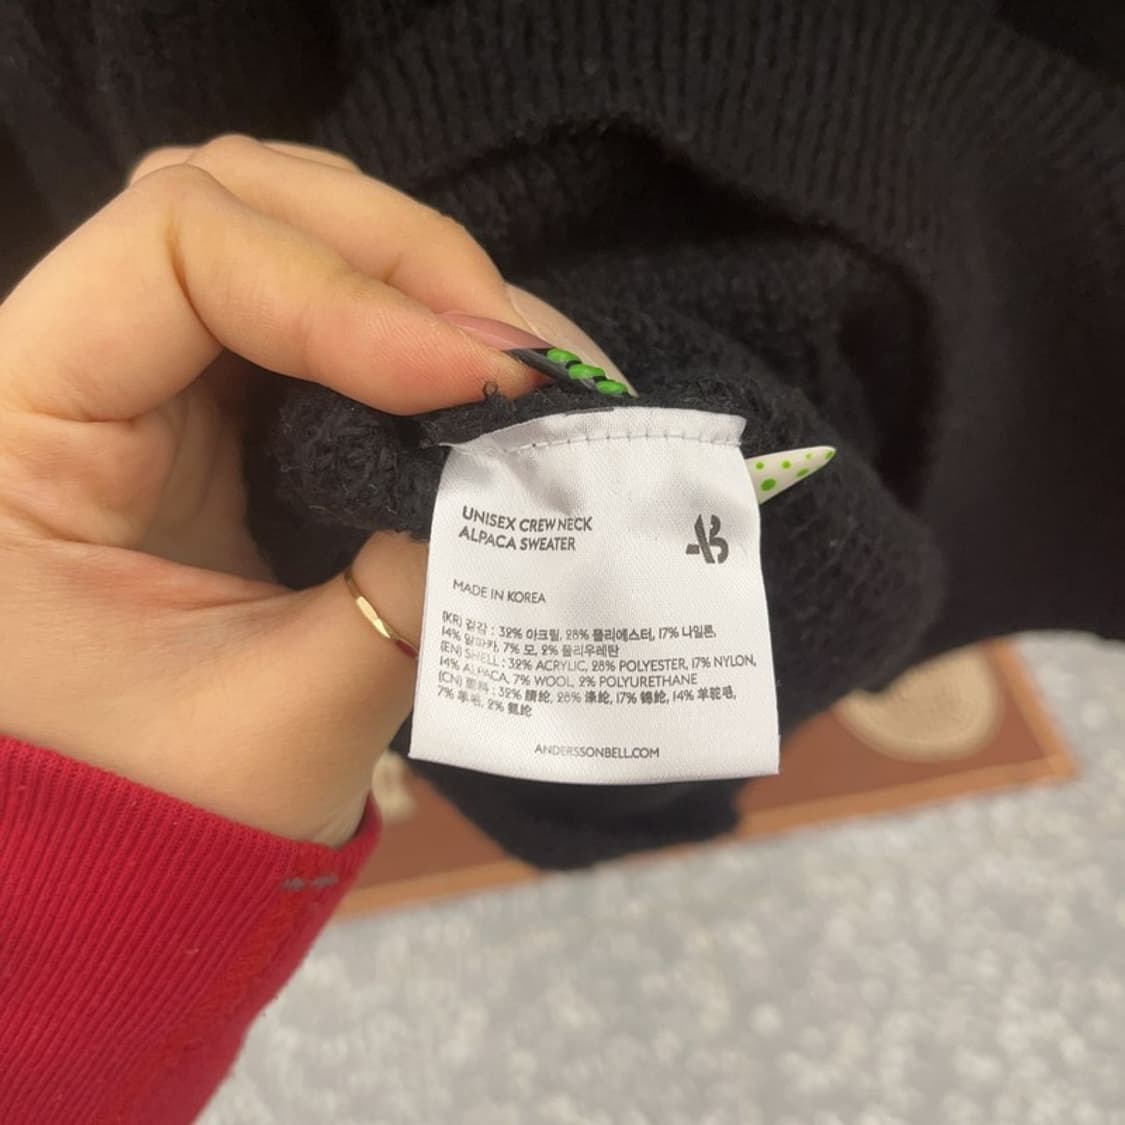 UNISEX CREW NECK
ALPACA SWEATER
MADE IN KOREA
(KR) 겉감 : 32% 아크릴, 28% 폴리에스터, 17% 나일론,
14% 알파카, 7% 모, 2% 폴리우레탄
(EN) SHELL : 32% ACRYLIC, 28% POLYESTER, 17% NYLON,
14% ALPACA, 7% WOOL, 2% POLYURETHANE
(CN) 面料 : 32% 腈纶, 28% 涤纶, 17% 锦纶, 14% 羊驼毛,
7% 羊毛, 2% 氨纶
ANDERSSONBELL.COM